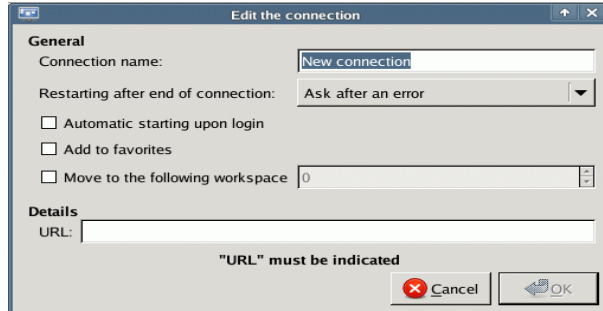 Edit the connection
General
Connection name: New connection
Restarting after end of connection: Ask after an error
Automatic starting upon login
Add to favorites
Move to the following workspace 0
Details
URL:
"URL" must be indicated
Cancel OK